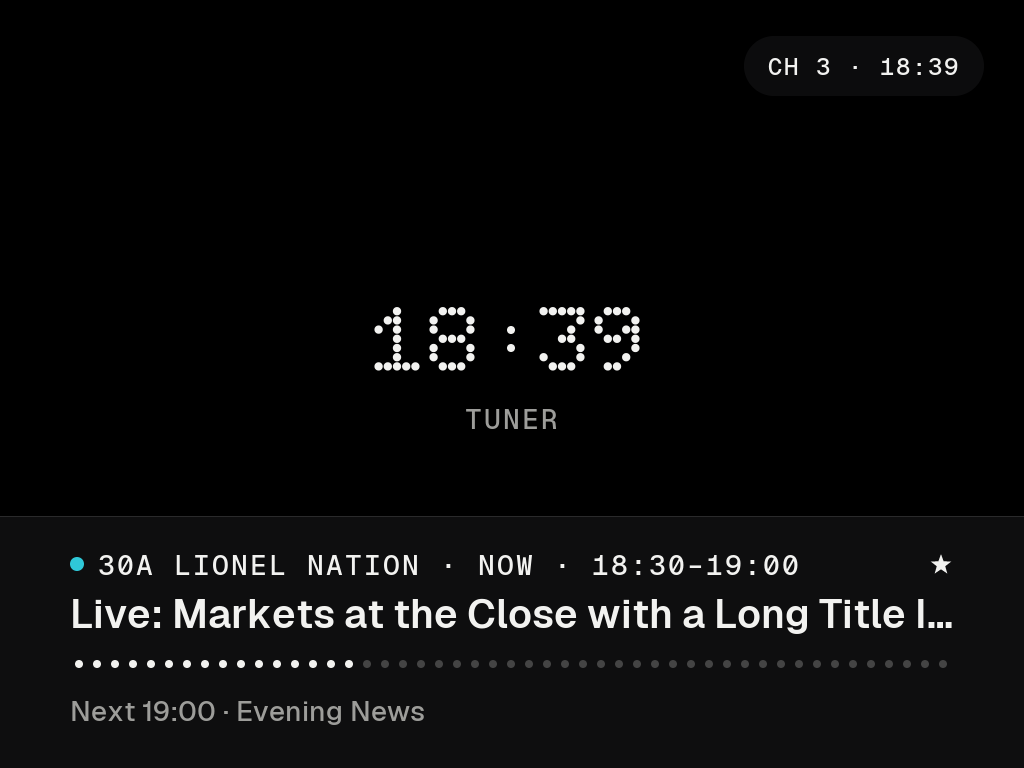 CH 3 · 18:39
18:39
TUNER
30A LIONEL NATION · NOW · 18:30–19:00 ★
Live: Markets at the Close with a Long Title I…
Next 19:00 · Evening News